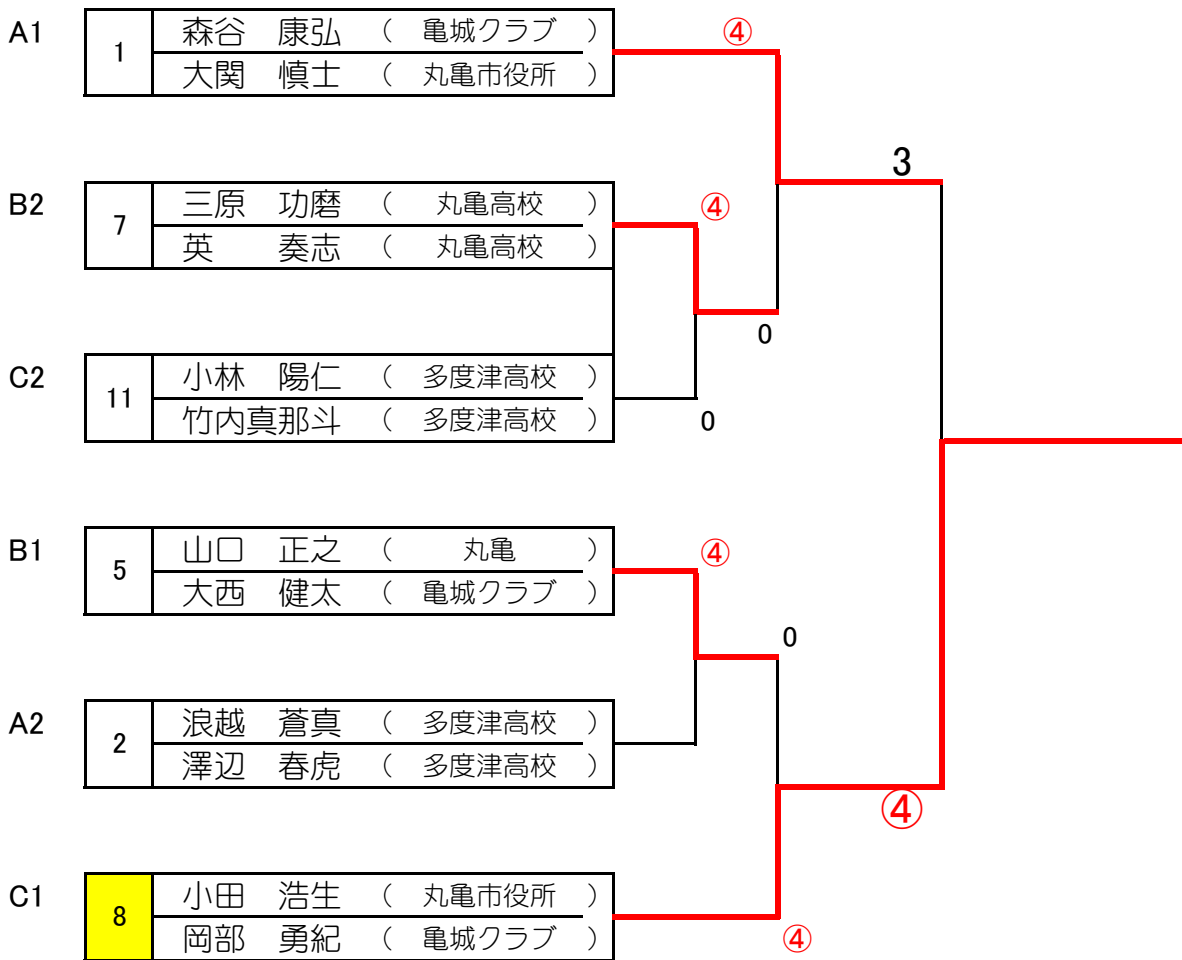 A1 1 森谷 康弘 ( 亀城クラブ ) ④
大関 慎士 ( 丸亀市役所 )
3
B2 7 三原 功磨 ( 丸亀高校 ) ④
英 奏志 ( 丸亀高校 )
0
C2 11 小林 陽仁 ( 多度津高校 )
竹内真那斗 ( 多度津高校 ) 0
B1 5 山口 正之 ( 丸亀 ) ④
大西 健太 ( 亀城クラブ )
0
A2 2 浪越 蒼真 ( 多度津高校 )
澤辺 春虎 ( 多度津高校 )
④
C1 8 小田 浩生 ( 丸亀市役所 )
岡部 勇紀 ( 亀城クラブ ) ④